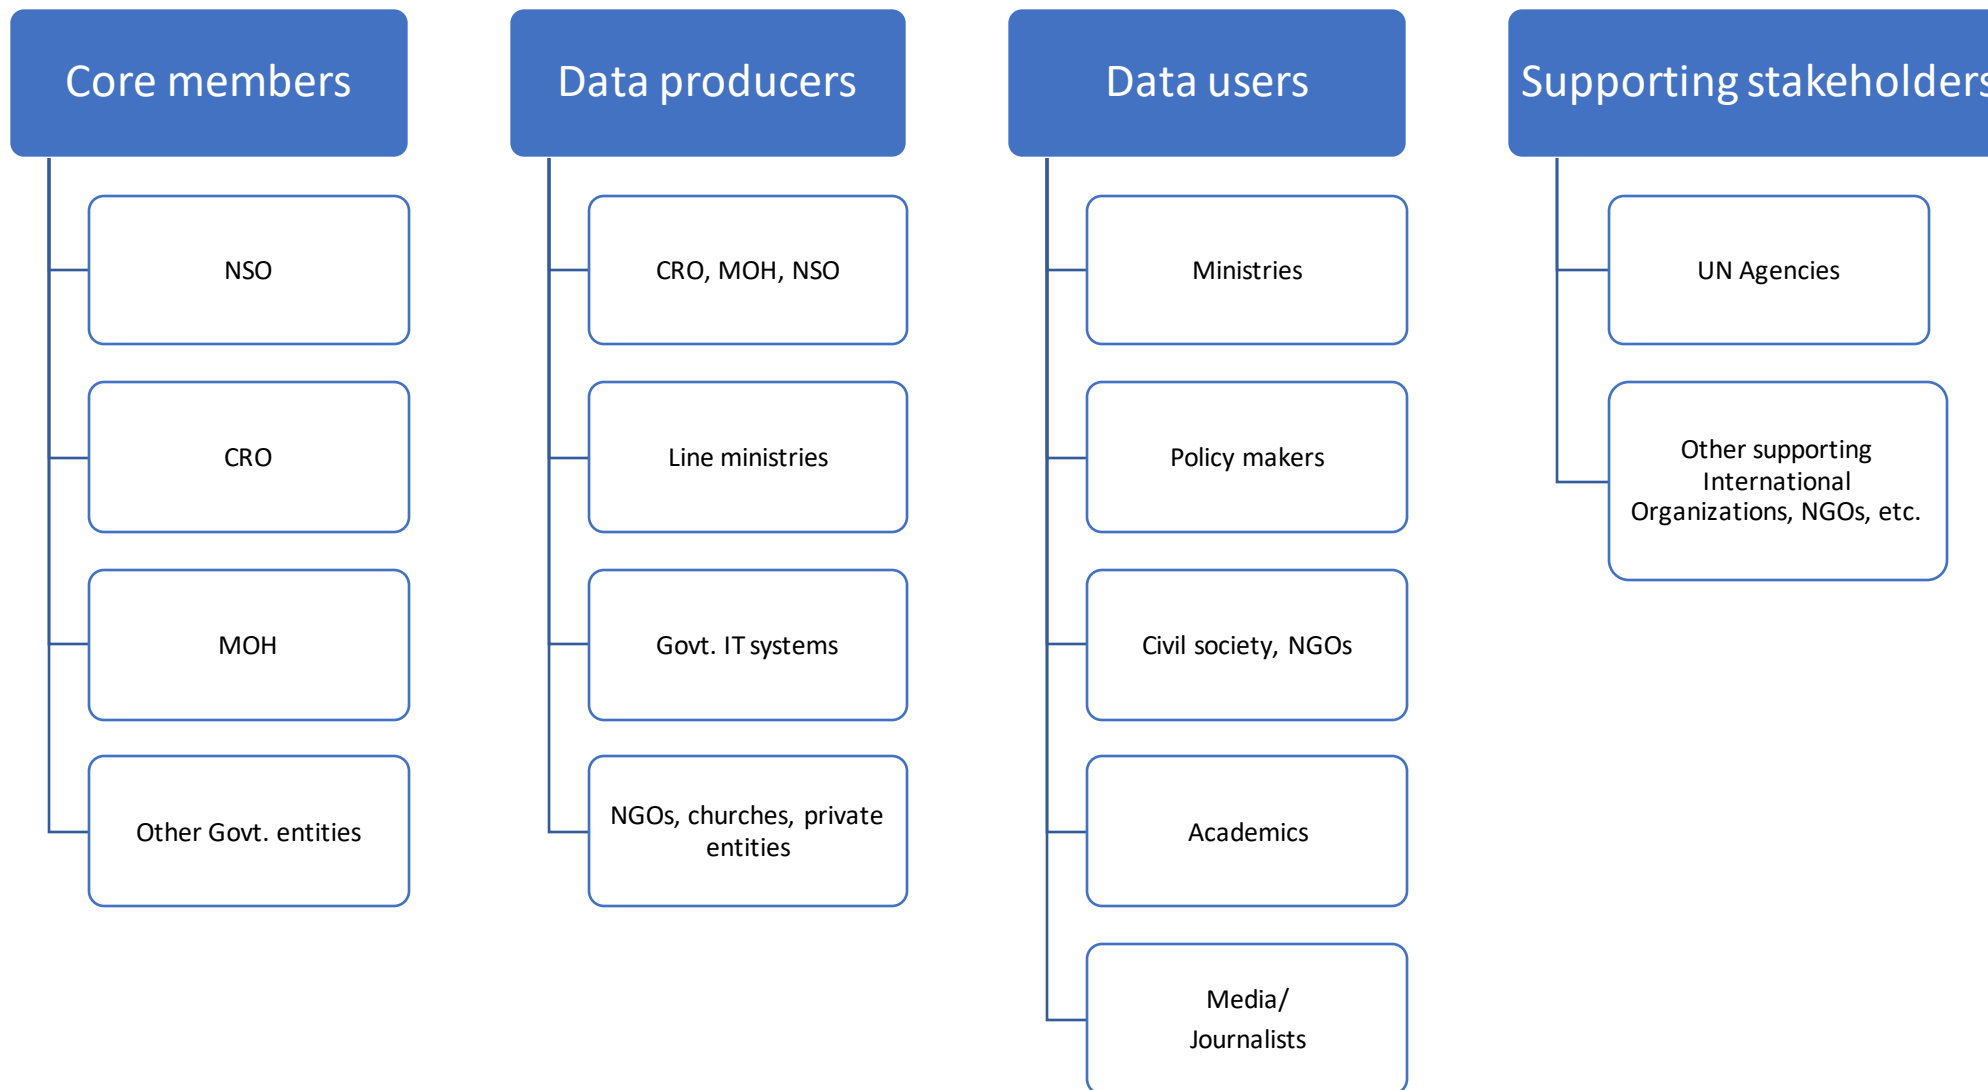 Core members
NSO
CRO
MOH
Other Govt. entities
Data producers
CRO, MOH, NSO
Line ministries
Govt. IT systems
NGOs, churches, private
entities
Data users
Ministries
Policy makers
Civil society, NGOs
Academics
Media/
Journalists
Supporting stakeholders
UN Agencies
Other supporting
International
Organizations, NGOs, etc.